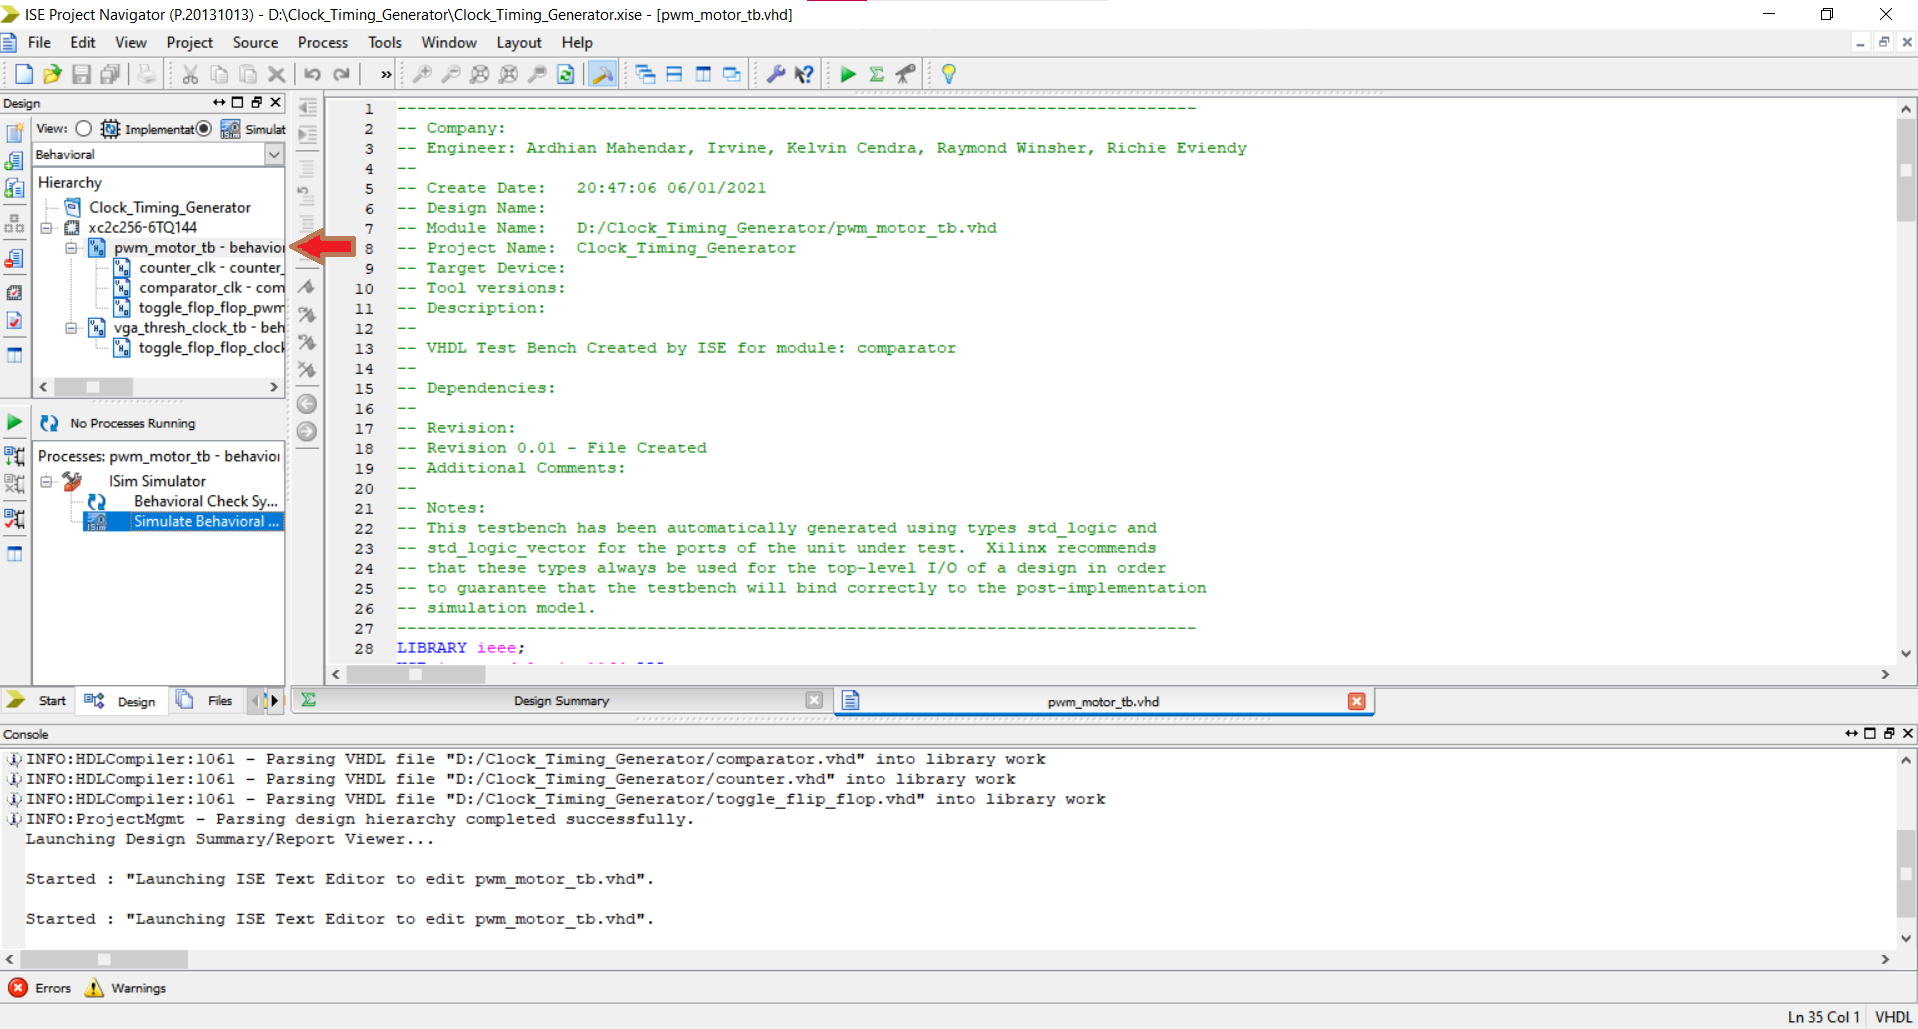 ISE Project Navigator (P.20131013) - D:\Clock_Timing_Generator\Clock_Timing_Generator.xise - [pwm_motor_tb.vhd]
File Edit View Project Source Process Tools Window Layout Help
Design
View: Implementat Simulat
Behavioral
Hierarchy
Clock_Timing_Generator
xc2c256-6TQ144
pwm_motor_tb - behavior
counter_clk - counter_
comparator_clk - com
toggle_flop_flop_pwm
vga_thresh_clock_tb - beh
toggle_flop_flop_clock
No Processes Running
Processes: pwm_motor_tb - behavior
ISim Simulator
Behavioral Check Sy...
Simulate Behavioral ...
Start Design Files
1 --------------------------------------------------------------------------------
2 -- Company:
3 -- Engineer: Ardhian Mahendar, Irvine, Kelvin Cendra, Raymond Winsher, Richie Eviendy
4 --
5 -- Create Date:   20:47:06 06/01/2021
6 -- Design Name:
7 -- Module Name:   D:/Clock_Timing_Generator/pwm_motor_tb.vhd
8 -- Project Name:  Clock_Timing_Generator
9 -- Target Device:
10 -- Tool versions:
11 -- Description:
12 --
13 -- VHDL Test Bench Created by ISE for module: comparator
14 --
15 -- Dependencies:
16 --
17 -- Revision:
18 -- Revision 0.01 - File Created
19 -- Additional Comments:
20 --
21 -- Notes:
22 -- This testbench has been automatically generated using types std_logic and
23 -- std_logic_vector for the ports of the unit under test.  Xilinx recommends
24 -- that these types always be used for the top-level I/O of a design in order
25 -- to guarantee that the testbench will bind correctly to the post-implementation
26 -- simulation model.
27 --------------------------------------------------------------------------------
28 LIBRARY ieee;
Design Summary pwm_motor_tb.vhd
Console
INFO:HDLCompiler:1061 - Parsing VHDL file "D:/Clock_Timing_Generator/comparator.vhd" into library work
INFO:HDLCompiler:1061 - Parsing VHDL file "D:/Clock_Timing_Generator/counter.vhd" into library work
INFO:HDLCompiler:1061 - Parsing VHDL file "D:/Clock_Timing_Generator/toggle_flip_flop.vhd" into library work
INFO:ProjectMgmt - Parsing design hierarchy completed successfully.
Launching Design Summary/Report Viewer...
Started : "Launching ISE Text Editor to edit pwm_motor_tb.vhd".
Started : "Launching ISE Text Editor to edit pwm_motor_tb.vhd".
Errors Warnings
Ln 35 Col 1 VHDL